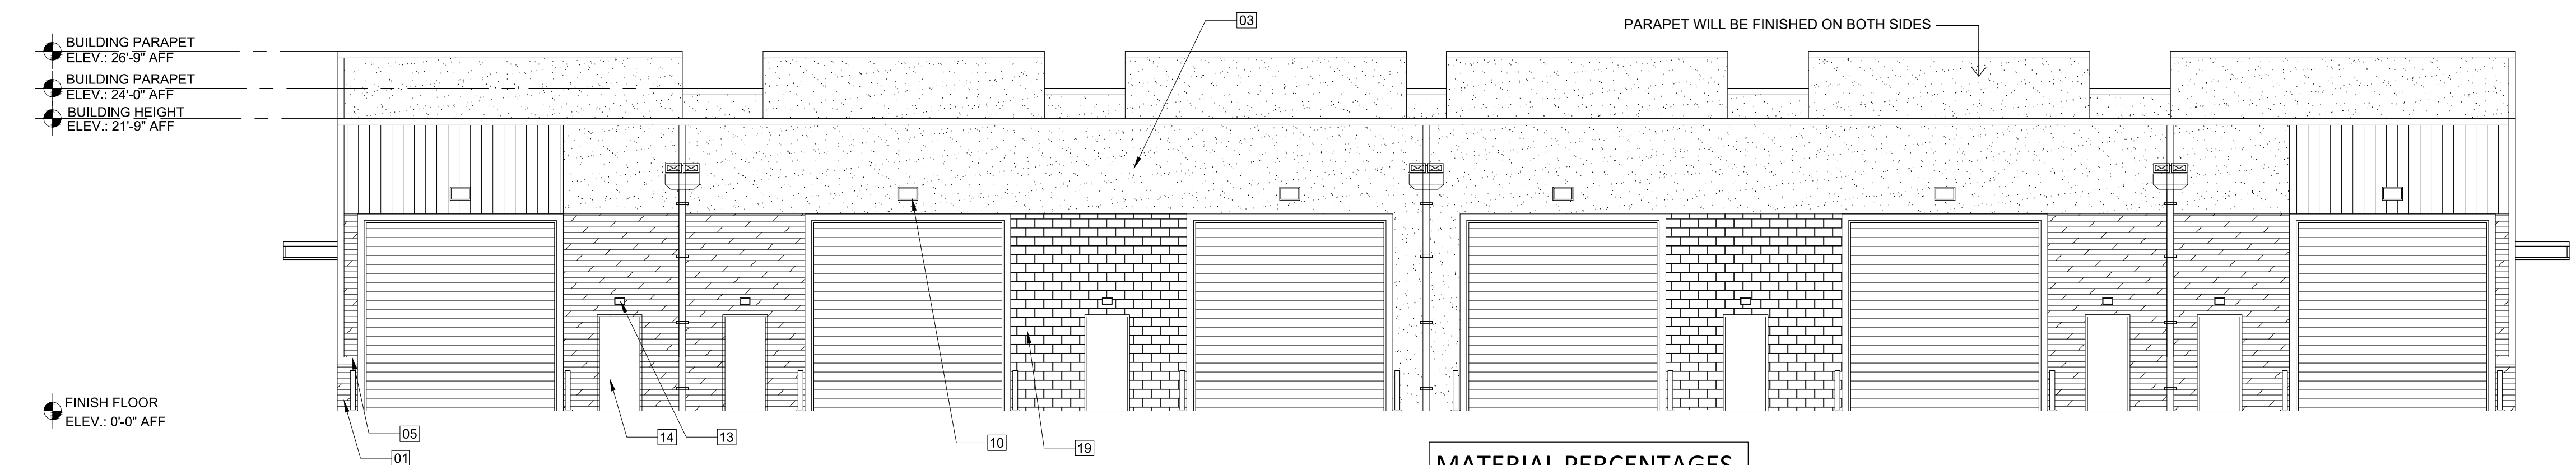 03
PARAPET WILL BE FINISHED ON BOTH SIDES
BUILDING PARAPET
ELEV.: 26'-9" AFF
BUILDING PARAPET
ELEV.: 24'-0" AFF
BUILDING HEIGHT
ELEV.: 21'-9" AFF
FINISH FLOOR
ELEV.: 0'-0" AFF
05
14
13
10
19
01
MATERIAL PERCENTAGES